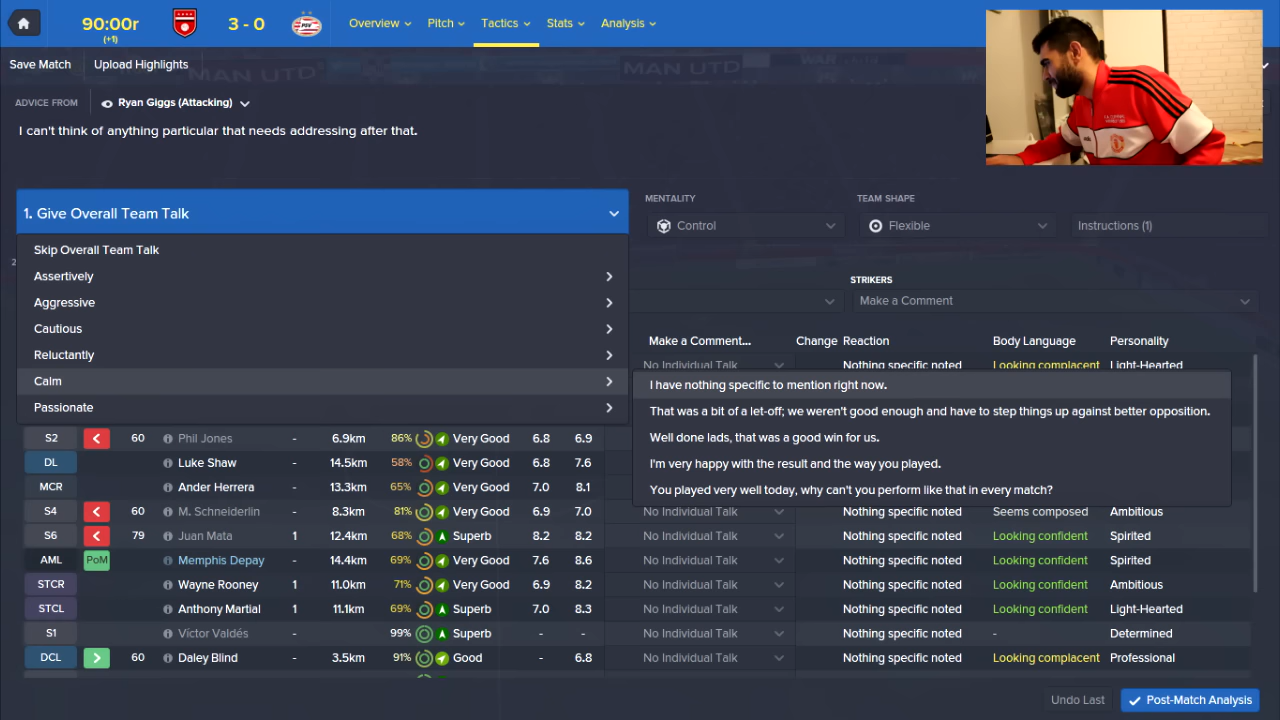 90:00r
(+1)
3 - 0
PSV
Overview
Pitch
Tactics
Stats
Analysis
Save Match
Upload Highlights
MAN UTD
MAN UTD
ADVICE FROM
Ryan Giggs (Attacking)
I can't think of anything particular that needs addressing after that.
1. Give Overall Team Talk
MENTALITY
Control
TEAM SHAPE
Flexible
Instructions (1)
Skip Overall Team Talk
Assertively
Aggressive
Cautious
Reluctantly
Calm
Passionate
2
STRIKERS
Make a Comment
Make a Comment... Change Reaction Body Language Personality
No Individual Talk Nothing specific noted Looking complacent Light-Hearted
I have nothing specific to mention right now.
That was a bit of a let-off; we weren't good enough and have to step things up against better opposition.
Well done lads, that was a good win for us.
I'm very happy with the result and the way you played.
You played very well today, why can't you perform like that in every match?
S2 60 Phil Jones - 6.9km 86% Very Good 6.8 6.9
DL Luke Shaw - 14.5km 58% Very Good 6.8 7.6
MCR Ander Herrera - 13.3km 65% Very Good 7.0 8.1
S4 60 M. Schneiderlin - 8.3km 81% Very Good 6.9 7.0 No Individual Talk Nothing specific noted Seems composed Ambitious
S6 79 Juan Mata 1 12.4km 68% Superb 8.2 8.2 No Individual Talk Nothing specific noted Looking confident Spirited
AML PoM Memphis Depay - 14.4km 69% Very Good 7.6 8.6 No Individual Talk Nothing specific noted Looking confident Spirited
STCR Wayne Rooney 1 11.0km 71% Very Good 6.9 8.2 No Individual Talk Nothing specific noted Looking confident Ambitious
STCL Anthony Martial 1 11.1km 69% Superb 7.0 8.3 No Individual Talk Nothing specific noted Looking confident Light-Hearted
S1 Víctor Valdés - 99% Superb - - No Individual Talk Nothing specific noted - Determined
DCL 60 Daley Blind - 3.5km 91% Good - 6.8 No Individual Talk Nothing specific noted Looking complacent Professional
Undo Last
Post-Match Analysis